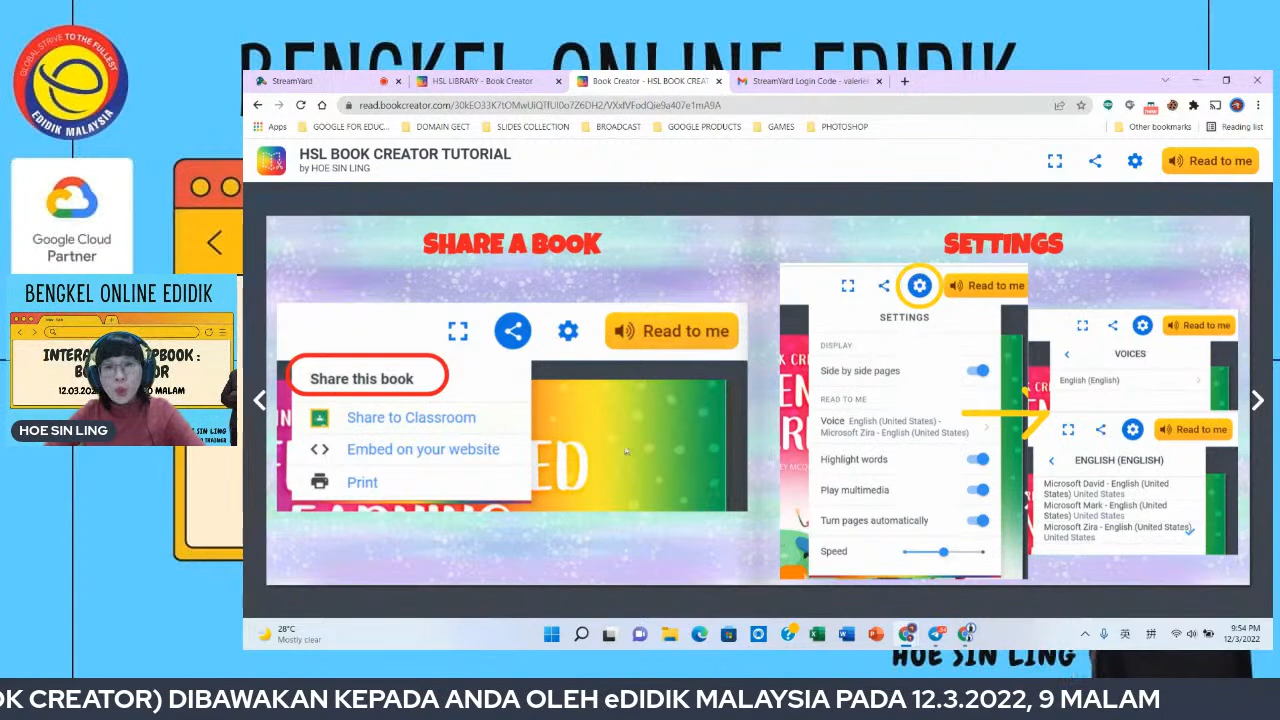 BENGKEL ONLINE EDIDIK
GLOBAL STRIVE TO THE FULLEST
EDIDIK MALAYSIA
Google Cloud
Partner
BENGKEL ONLINE EDIDIK
12.03
HOE SIN LING
StreamYard
HSL LIBRARY - Book Creator
Book Creator - HSL BOOK CREAT
StreamYard Login Code - valerie
read.bookcreator.com/30kEO33K7tOMwUiQTfUI0o7Z6DH2/VXxlVFodQie9a407e1mA9A
Apps
GOOGLE FOR EDUC...
DOMAIN GECT
SLIDES COLLECTION
BROADCAST
GOOGLE PRODUCTS
GAMES
PHOTOSHOP
Other bookmarks
Reading list
HSL BOOK CREATOR TUTORIAL
by HOE SIN LING
Read to me
SHARE A BOOK
Read to me
Share this book
Share to Classroom
Embed on your website
Print
SETTINGS
Read to me
SETTINGS
DISPLAY
Side by side pages
READ TO ME
Voice English (United States) -
Microsoft Zira - English (United States)
Highlight words
Play multimedia
Turn pages automatically
Speed
Read to me
VOICES
English (English)
Read to me
ENGLISH (ENGLISH)
Microsoft David - English (United
States) United States
Microsoft Mark - English (United
States) United States
Microsoft Zira - English (United States)
United States
28°C
Mostly clear
英
拼
9:54 PM
12/3/2022
HOE SIN LING
OK CREATOR) DIBAWAKAN KEPADA ANDA OLEH eDIDIK MALAYSIA PADA 12.3.2022, 9 MALAM